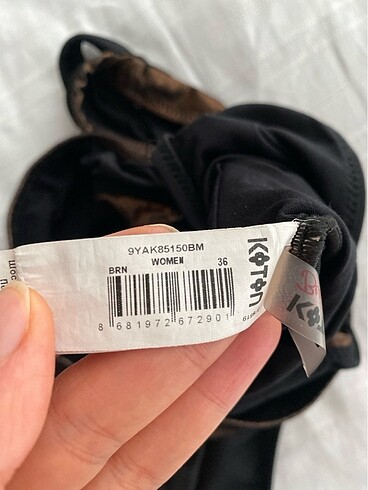 9YAK85150BM
WOMEN
BRN 36
8 681972 672901
KOTON